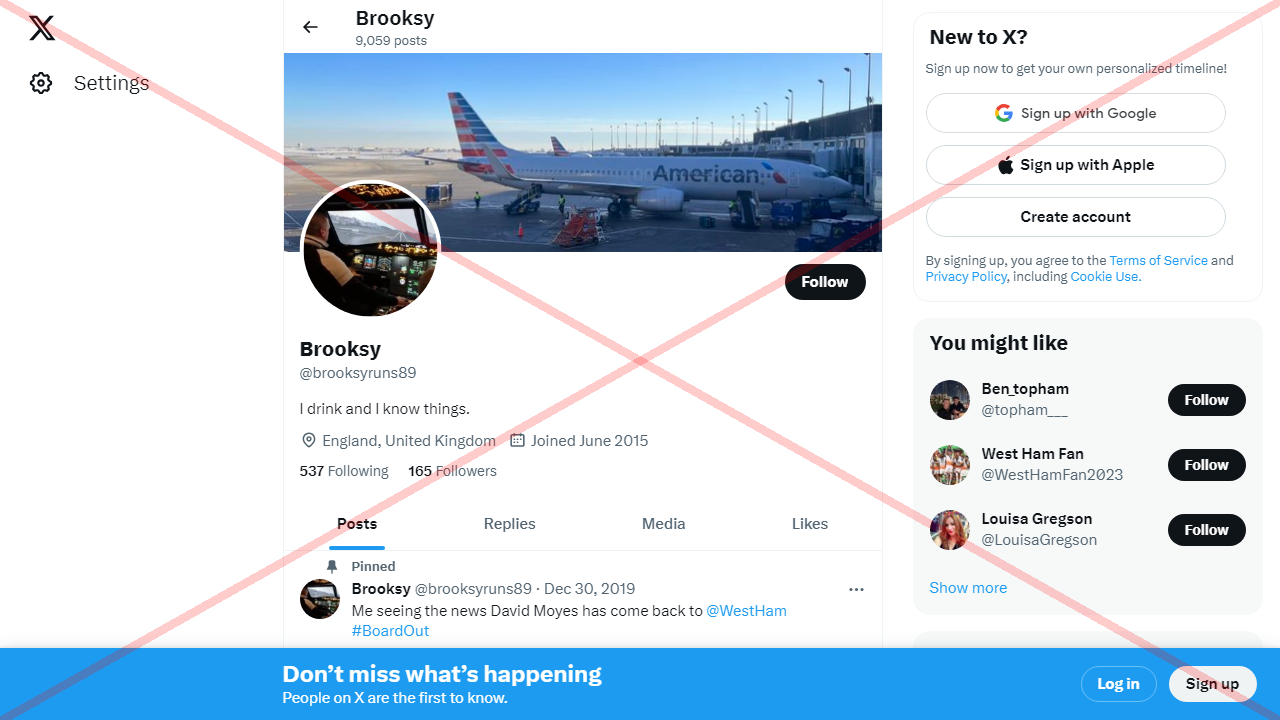 Settings
Brooksy
9,059 posts
American
Follow
Brooksy
@brooksyruns89
I drink and I know things.
England, United Kingdom Joined June 2015
537 Following 165 Followers
Posts Replies Media Likes
Pinned
Brooksy @brooksyruns89 · Dec 30, 2019
Me seeing the news David Moyes has come back to @WestHam
#BoardOut
New to X?
Sign up now to get your own personalized timeline!
Sign up with Google
Sign up with Apple
Create account
By signing up, you agree to the Terms of Service and
Privacy Policy, including Cookie Use.
You might like
Ben_topham
@topham___
Follow
West Ham Fan
@WestHamFan2023
Follow
Louisa Gregson
@LouisaGregson
Follow
Show more
Don’t miss what’s happening
People on X are the first to know.
Log in
Sign up